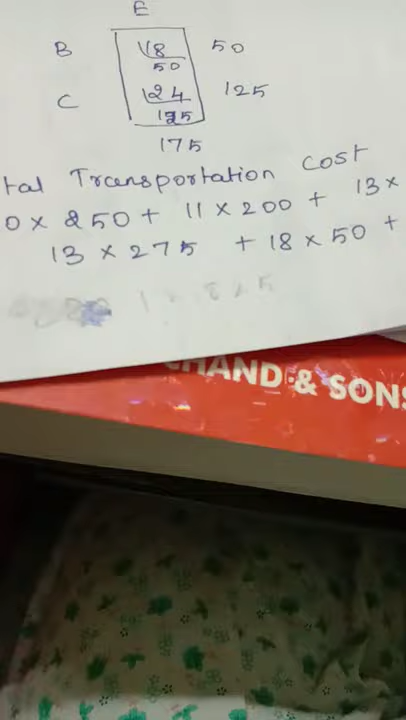 E
B 18 50
50
C 24 125
125
175
tal Transportation cost
0 x 250 + 11 x 200 + 13 x
13 x 275 + 18 x 50 +
HAND & SONS